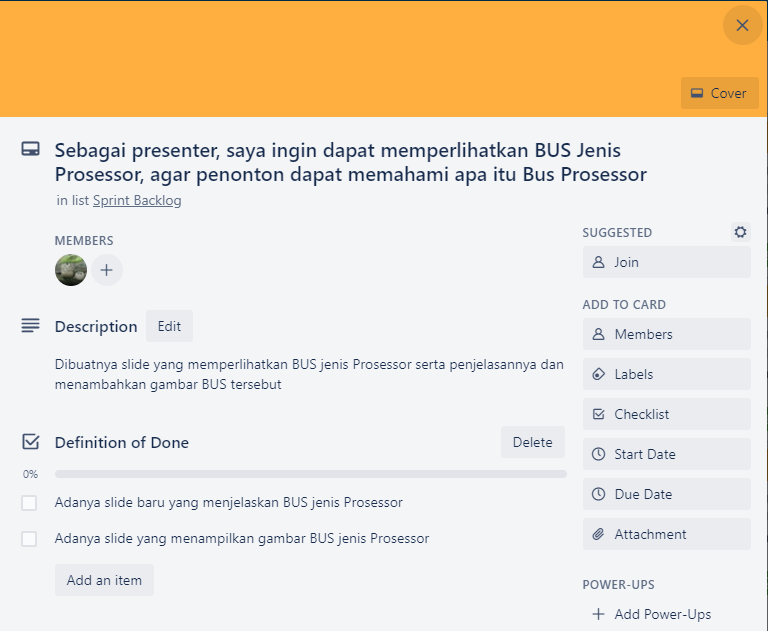 Cover
Sebagai presenter, saya ingin dapat memperlihatkan BUS Jenis
Prosessor, agar penonton dapat memahami apa itu Bus Prosessor
in list Sprint Backlog
MEMBERS
Description
Edit
Dibuatnya slide yang memperlihatkan BUS jenis Prosessor serta penjelasannya dan
menambahkan gambar BUS tersebut
Definition of Done
Delete
0%
Adanya slide baru yang menjelaskan BUS jenis Prosessor
Adanya slide yang menampilkan gambar BUS jenis Prosessor
Add an item
SUGGESTED
Join
ADD TO CARD
Members
Labels
Checklist
Start Date
Due Date
Attachment
POWER-UPS
Add Power-Ups